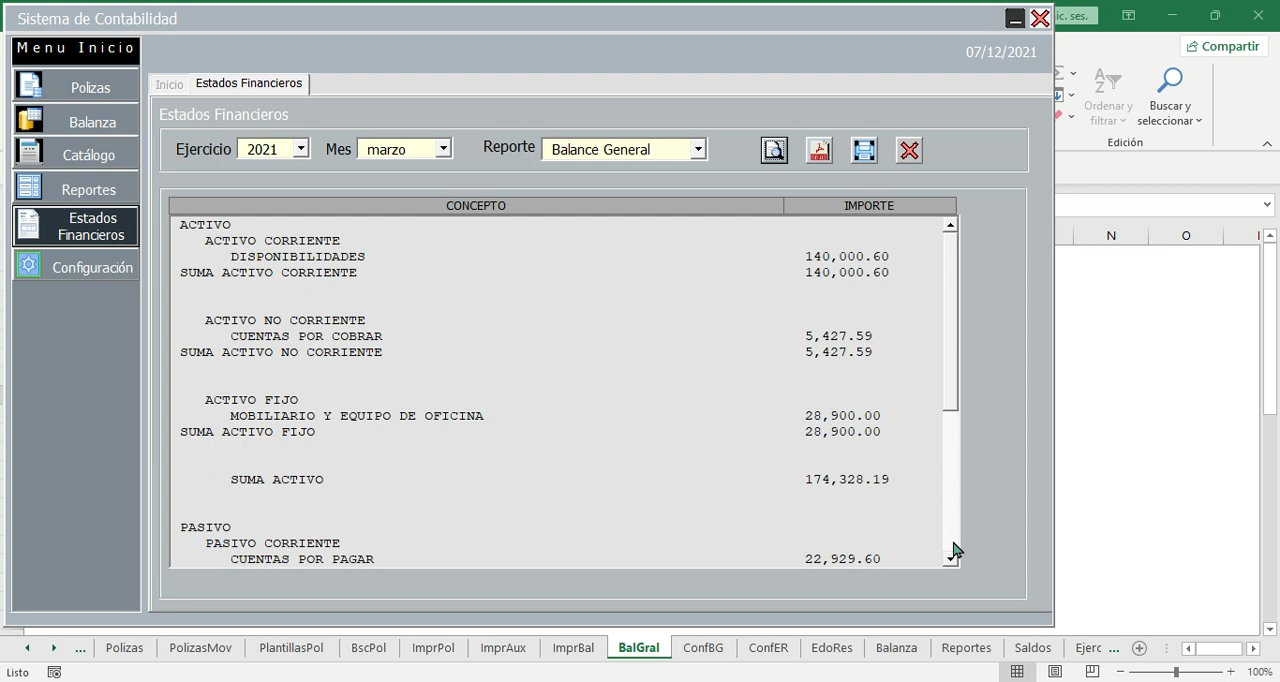 Sistema de Contabilidad
ic. ses.
Menu Inicio
07/12/2021
Compartir
Polizas
Balanza
Catálogo
Reportes
Estados
Financieros
Configuración
Inicio
Estados Financieros
Estados Financieros
Ejercicio 2021 Mes marzo Reporte Balance General
Ordenar y
filtrar
Buscar y
seleccionar
Edición
CONCEPTO IMPORTE
ACTIVO
ACTIVO CORRIENTE
DISPONIBILIDADES 140,000.60
SUMA ACTIVO CORRIENTE 140,000.60
ACTIVO NO CORRIENTE
CUENTAS POR COBRAR 5,427.59
SUMA ACTIVO NO CORRIENTE 5,427.59
ACTIVO FIJO
MOBILIARIO Y EQUIPO DE OFICINA 28,900.00
SUMA ACTIVO FIJO 28,900.00
SUMA ACTIVO 174,328.19
PASIVO
PASIVO CORRIENTE
CUENTAS POR PAGAR 22,929.60
N O
... Polizas PolizasMov PlantillasPol BscPol ImprPol ImprAux ImprBal BalGral ConfBG ConfER EdoRes Balanza Reportes Saldos Ejerc ...
Listo
100%